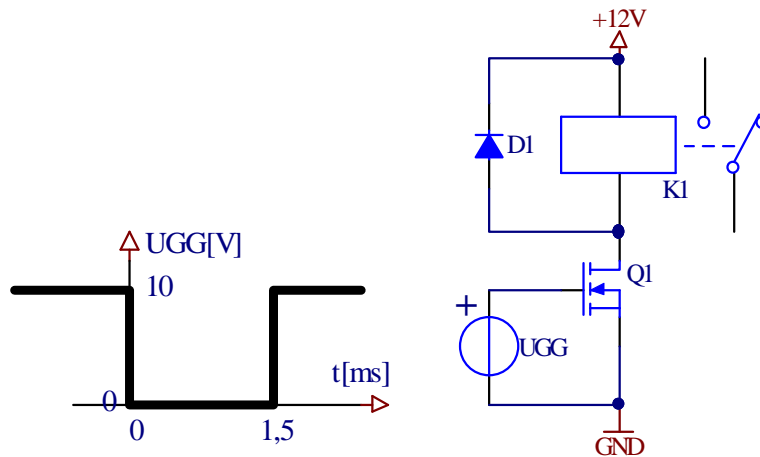 UGG[V]
10
0
t[ms]
0
1,5
+12V
D1
K1
Q1
+
UGG
GND